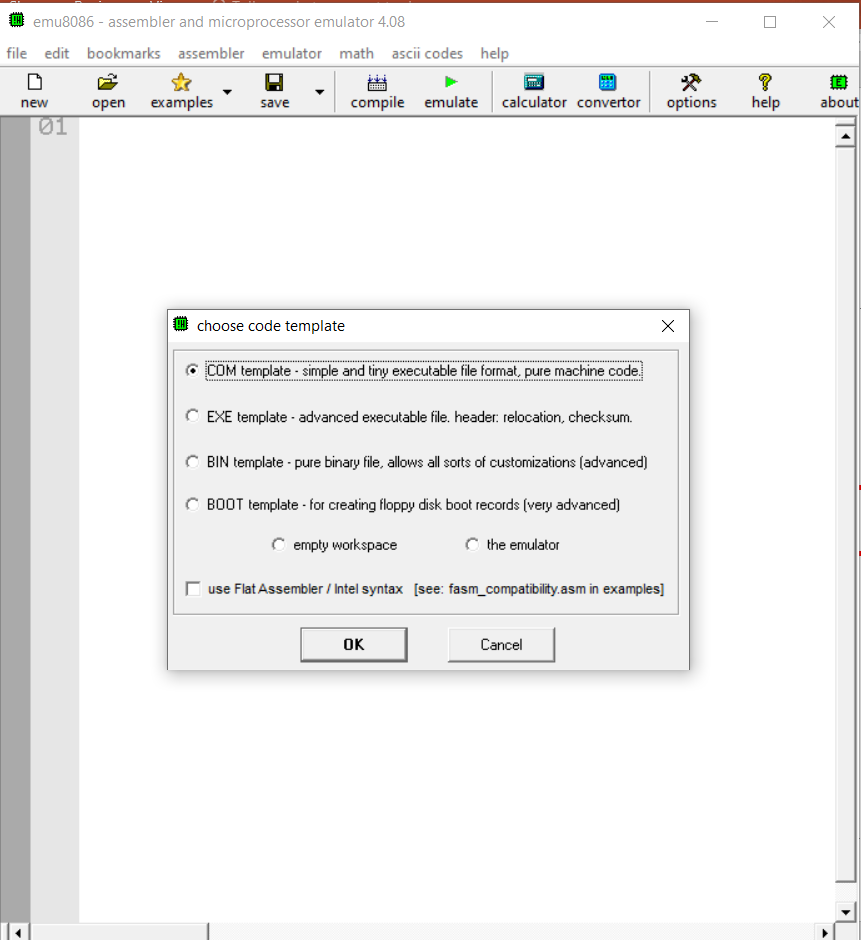 emu8086 - assembler and microprocessor emulator 4.08
file edit bookmarks assembler emulator math ascii codes help
new open examples save compile emulate calculator convertor options help about
01
choose code template
COM template - simple and tiny executable file format, pure machine code.
EXE template - advanced executable file. header: relocation, checksum.
BIN template - pure binary file, allows all sorts of customizations (advanced)
BOOT template - for creating floppy disk boot records (very advanced)
empty workspace the emulator
use Flat Assembler / Intel syntax [see: fasm_compatibility.asm in examples]
OK Cancel